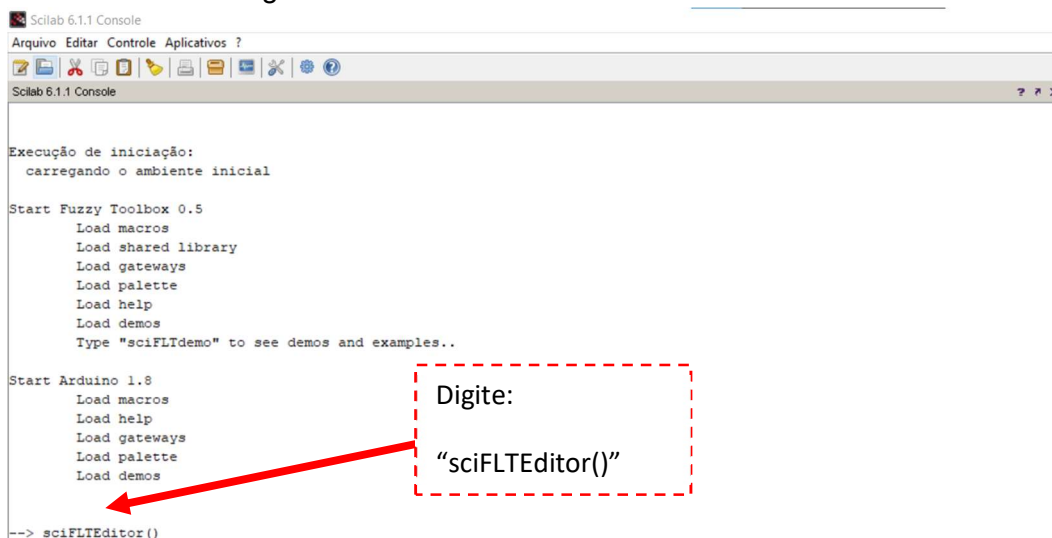 Scilab 6.1.1 Console
Arquivo Editar Controle Aplicativos ?
Scilab 6.1.1 Console
Execução de iniciação:
carregando o ambiente inicial
Start Fuzzy Toolbox 0.5
Load macros
Load shared library
Load gateways
Load palette
Load help
Load demos
Type "sciFLTdemo" to see demos and examples..
Start Arduino 1.8
Load macros
Load help
Load gateways
Load palette
Load demos
Digite:
“sciFLTEditor()”
--> sciFLTEditor()